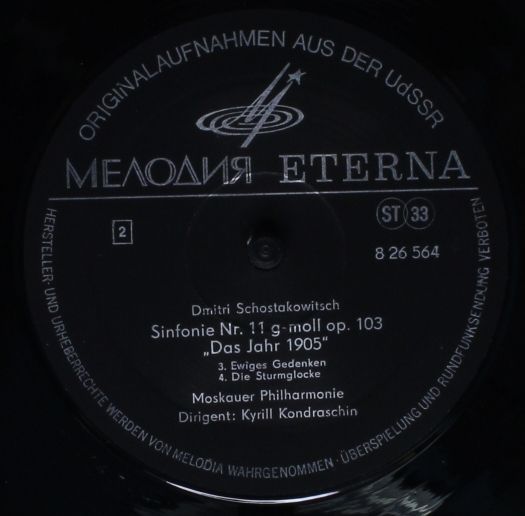 ORIGINALAUFNAHMEN AUS DER UdSSR
МЕЛОДИЯ ETERNA
ST 33
2
8 26 564
Dmitri Schostakowitsch
Sinfonie Nr. 11 g-moll op. 103
„Das Jahr 1905“
3. Ewiges Gedenken
4. Die Sturmglocke
Moskauer Philharmonie
Dirigent: Kyrill Kondraschin
HERSTELLER- UND URHEBERRECHTE WERDEN VON MELODIA WAHRGENOMMEN · ÜBERSPIELUNG UND RUNDFUNKSENDUNG VERBOTEN